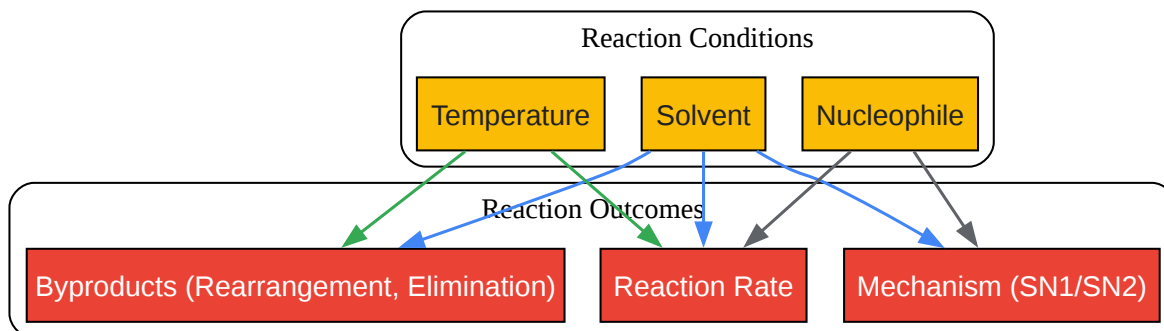 Reaction Conditions
Temperature
Solvent
Nucleophile
Reaction Outcomes
Byproducts (Rearrangement, Elimination)
Reaction Rate
Mechanism (SN1/SN2)